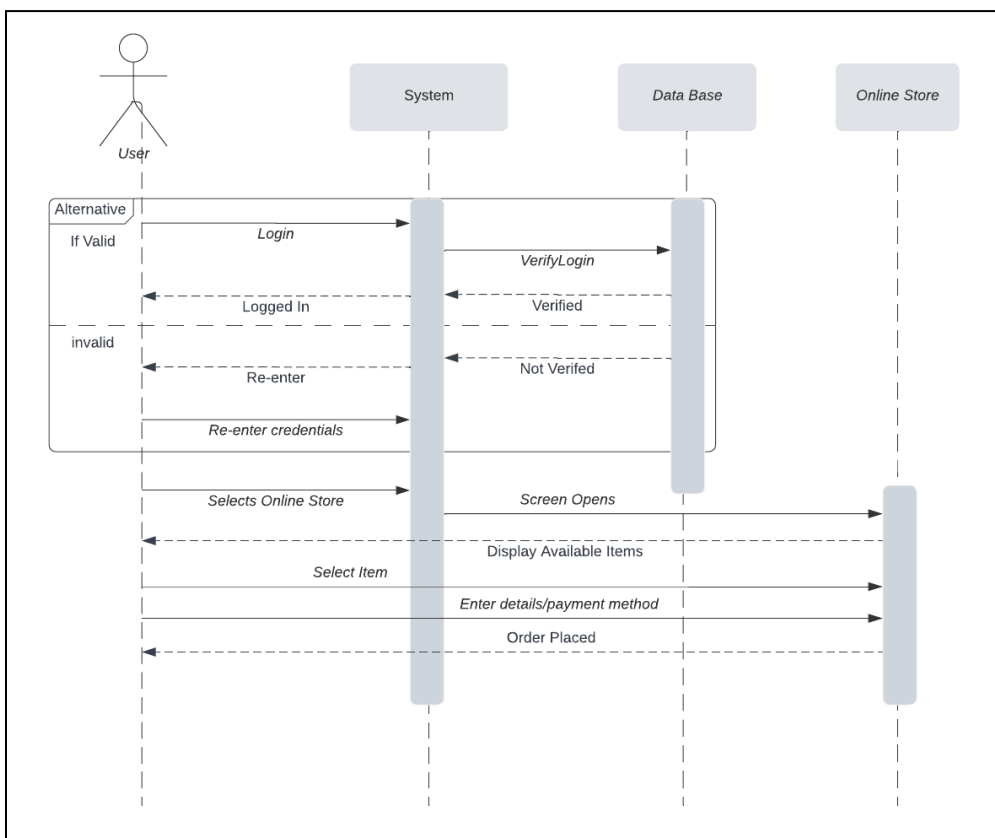 System
Data Base
Online Store
User
Alternative
If Valid
Login
VerifyLogin
Logged In
Verified
invalid
Not Verifed
Re-enter
Re-enter credentials
Selects Online Store
Screen Opens
Display Available Items
Select Item
Enter details/payment method
Order Placed